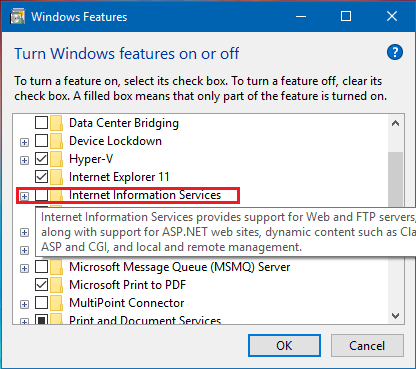 Windows Features
Turn Windows features on or off
?
To turn a feature on, select its check box. To turn a feature off, clear its
check box. A filled box means that only part of the feature is turned on.
Data Center Bridging
Device Lockdown
Hyper-V
Internet Explorer 11
Internet Information Services
Internet Information Services provides support for Web and FTP servers,
along with support for ASP.NET web sites, dynamic content such as Cla
ASP and CGI, and local and remote management.
Microsoft Message Queue (MSMQ) Server
Microsoft Print to PDF
MultiPoint Connector
Print and Document Services
OK
Cancel